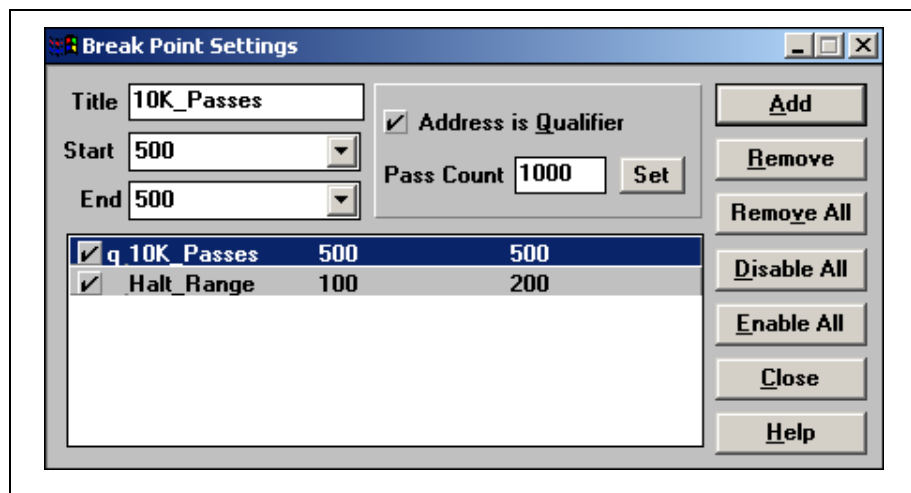 Break Point Settings
Title 10K_Passes
Start 500
End 500
Address is Qualifier
Pass Count 1000 Set
q 10K_Passes 500 500
Halt_Range 100 200
Add
Remove
Remove All
Disable All
Enable All
Close
Help